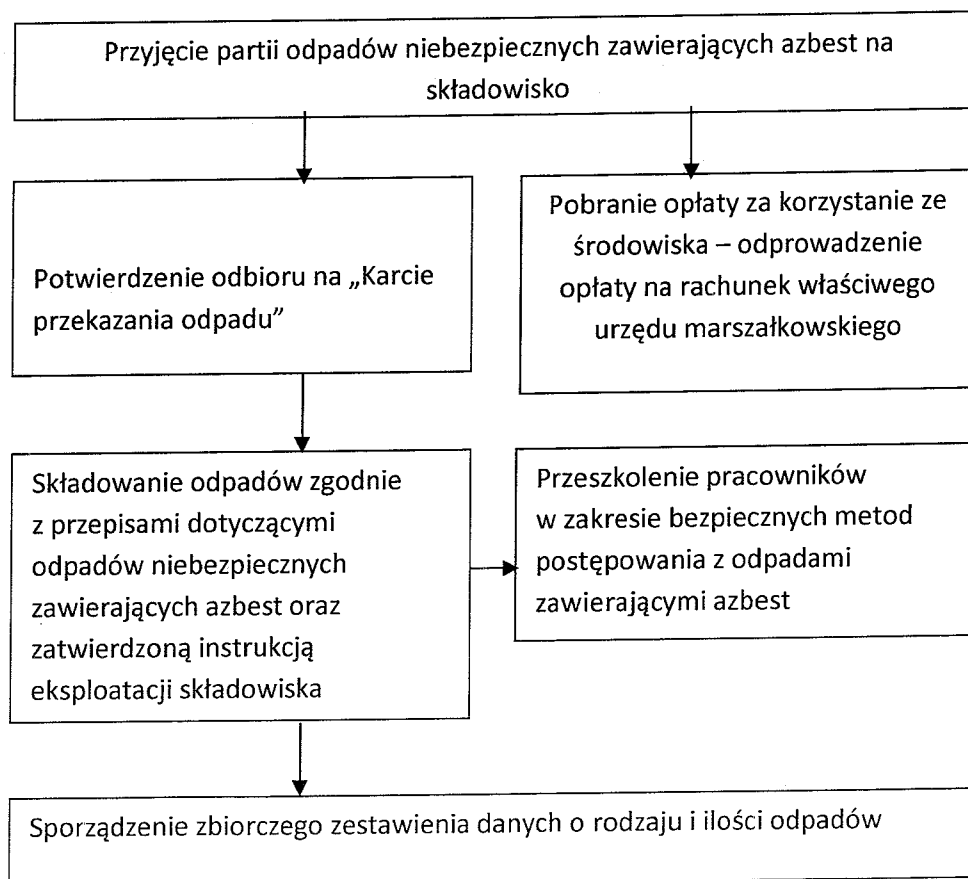 Przyjęcie partii odpadów niebezpiecznych zawierających azbest na
składowisko
Potwierdzenie odbioru na „Karcie
przekazania odpadu”
Pobranie opłaty za korzystanie ze
środowiska – odprowadzenie
opłaty na rachunek właściwego
urzędu marszałkowskiego
Składowanie odpadów zgodnie
z przepisami dotyczącymi
odpadów niebezpiecznych
zawierających azbest oraz
zatwierdzoną instrukcją
eksploatacji składowiska
Przeszkolenie pracowników
w zakresie bezpiecznych metod
postępowania z odpadami
zawierającymi azbest
Sporządzenie zbiorczego zestawienia danych o rodzaju i ilości odpadów